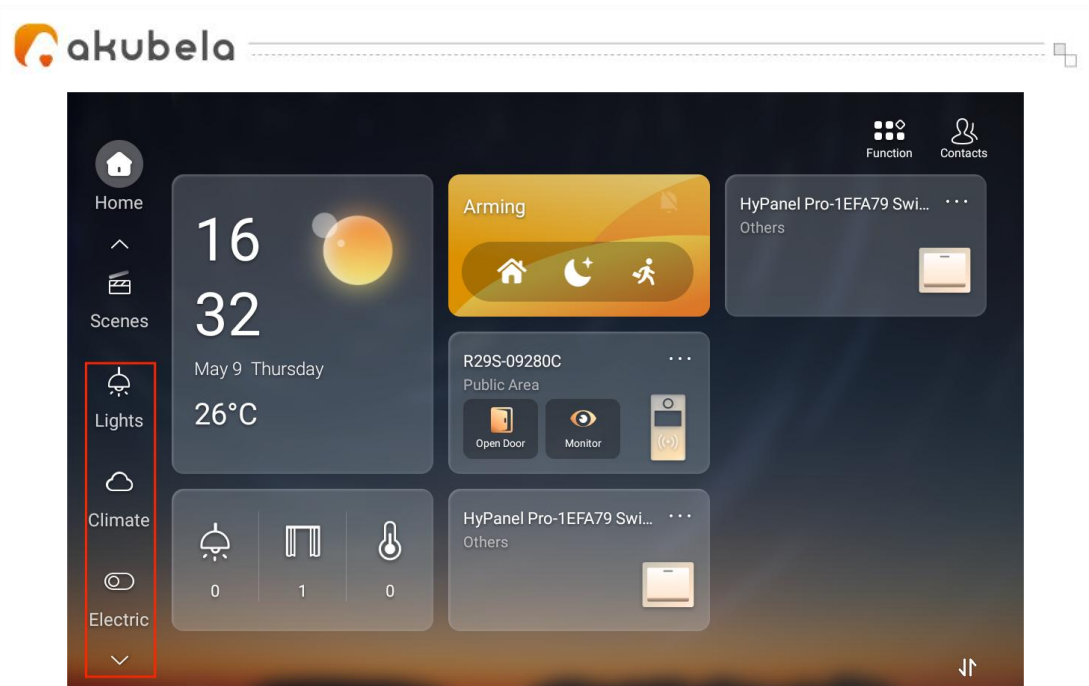 akubela
Function
Contacts
Home
Scenes
Lights
Climate
Electric
16
32
May 9 Thursday
26°C
0
1
0
Arming
R29S-09280C
Public Area
Open Door
Monitor
HyPanel Pro-1EFA79 Swi...
Others
HyPanel Pro-1EFA79 Swi...
Others